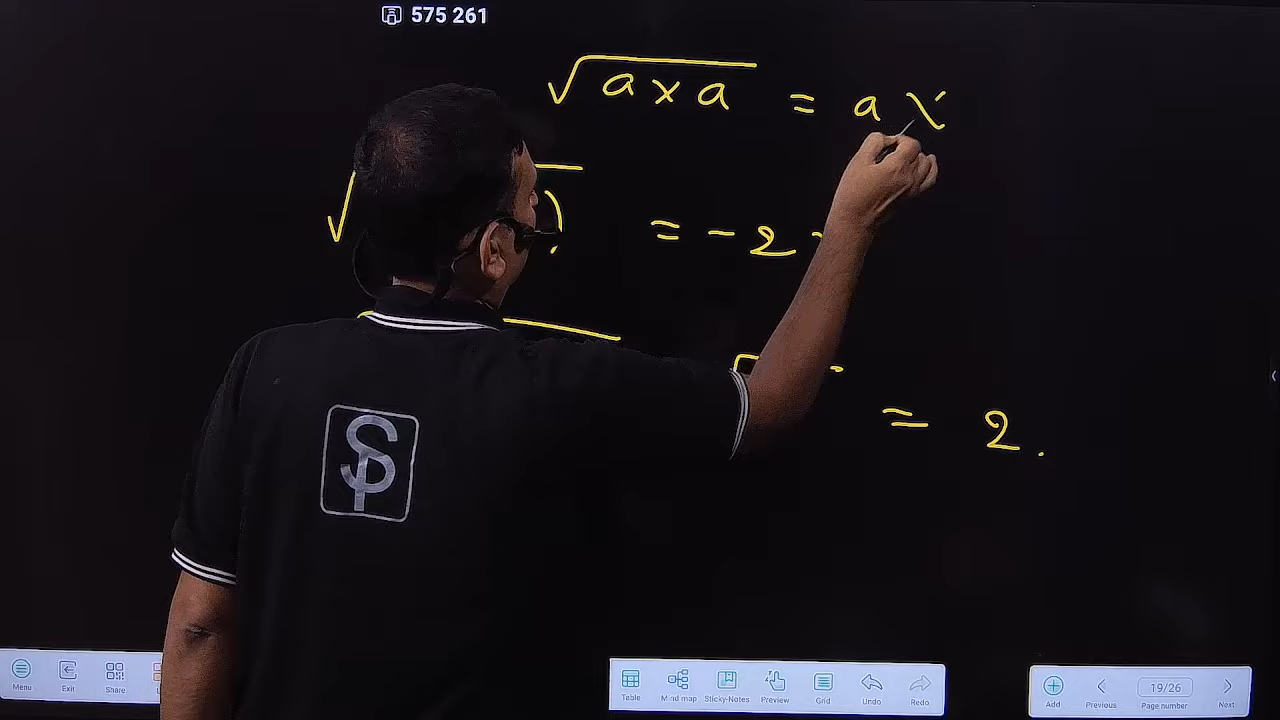 575 261
√a x a = a x
√ ) = - 2
√ = 2.
SP
Menu Exit Share Table Mind map Sticky-Notes Preview Grid Undo Redo Add Previous 19/26 Page number Next